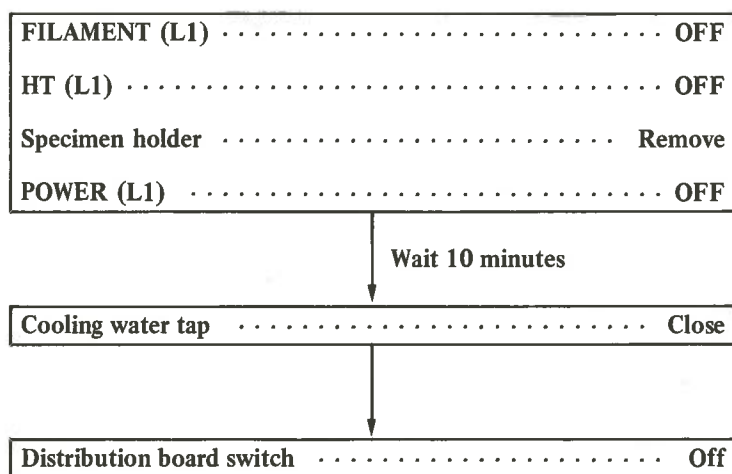 FILAMENT (L1) . . . . . . . . . . . . . . . . . . . . . . . . . . . . . . OFF
HT (L1) . . . . . . . . . . . . . . . . . . . . . . . . . . . . . . . . . . . . . OFF
Specimen holder . . . . . . . . . . . . . . . . . . . . . . . . . . . Remove
POWER (L1) . . . . . . . . . . . . . . . . . . . . . . . . . . . . . . . . OFF
Wait 10 minutes
Cooling water tap . . . . . . . . . . . . . . . . . . . . . . . . . . . . Close
Distribution board switch . . . . . . . . . . . . . . . . . . . . . . . . Off